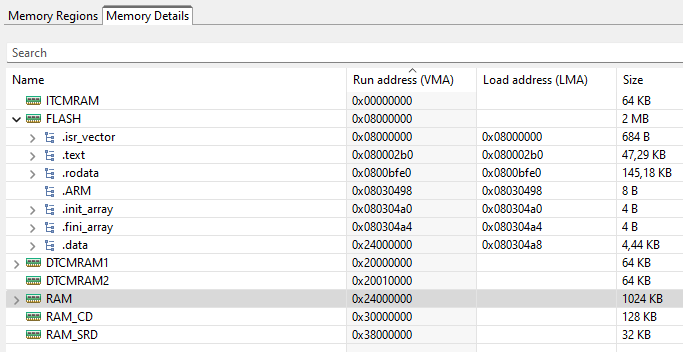 Memory Regions Memory Details
Search
Name Run address (VMA) Load address (LMA) Size
ITCMRAM 0x00000000 64 KB
FLASH 0x08000000 2 MB
.isr_vector 0x08000000 0x08000000 684 B
.text 0x080002b0 0x080002b0 47,29 KB
.rodata 0x0800bfe0 0x0800bfe0 145,18 KB
.ARM 0x08030498 0x08030498 8 B
.init_array 0x080304a0 0x080304a0 4 B
.fini_array 0x080304a4 0x080304a4 4 B
.data 0x24000000 0x080304a8 4,44 KB
DTCMRAM1 0x20000000 64 KB
DTCMRAM2 0x20010000 64 KB
RAM 0x24000000 1024 KB
RAM_CD 0x30000000 128 KB
RAM_SRD 0x38000000 32 KB